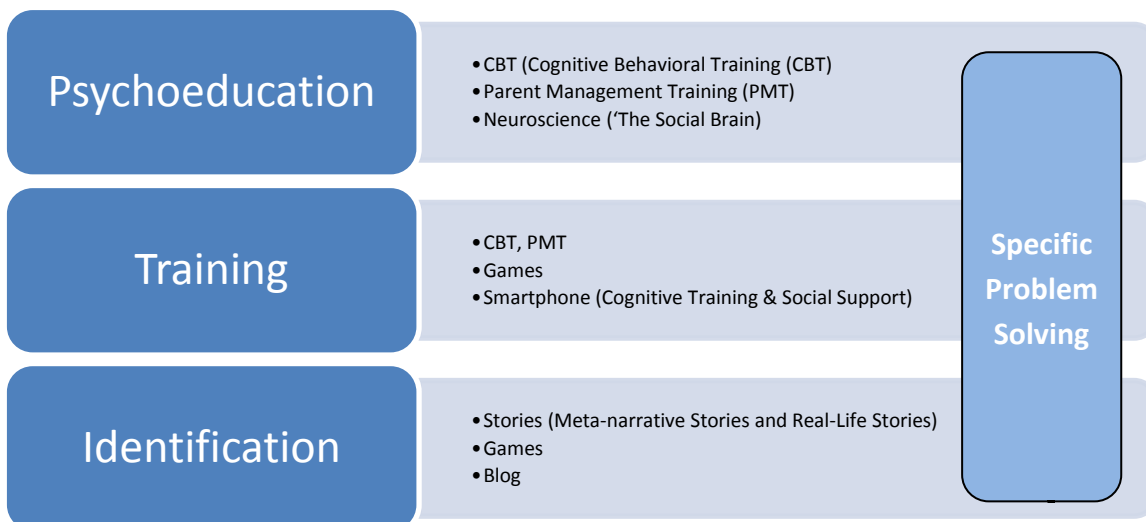 Psychoeducation
•CBT (Cognitive Behavioral Training (CBT)
•Parent Management Training (PMT)
•Neuroscience (‘The Social Brain)
Training
•CBT, PMT
•Games
•Smartphone (Cognitive Training & Social Support)
Identification
•Stories (Meta-narrative Stories and Real-Life Stories)
•Games
•Blog
Specific
Problem
Solving